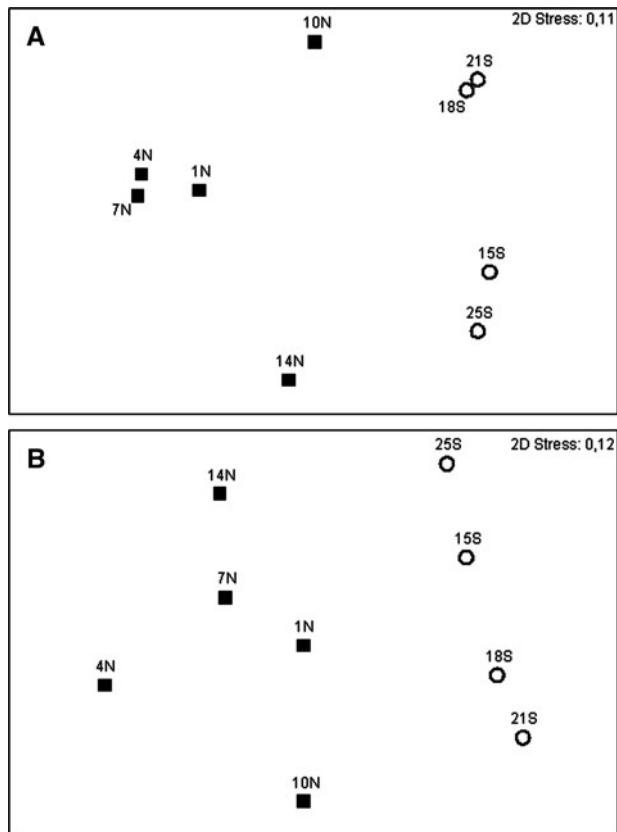 A
2D Stress: 0,11
10N
21S
18S
4N
1N
7N
15S
25S
14N
B
2D Stress: 0,12
25S
14N
15S
7N
1N
18S
4N
21S
10N